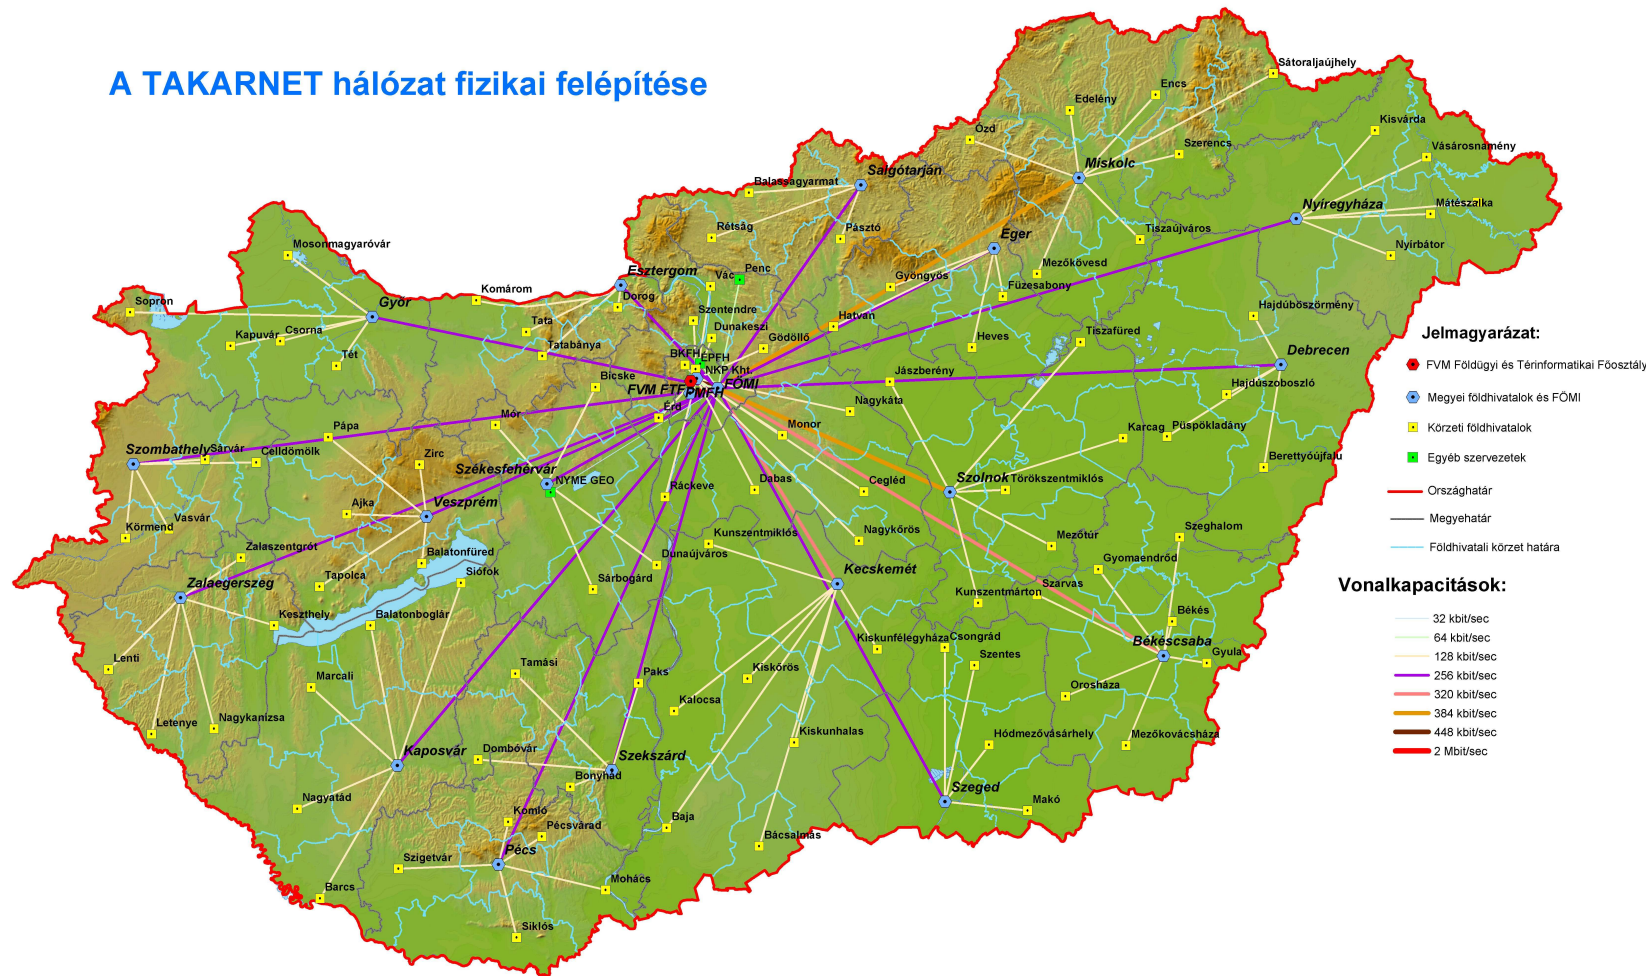 A TAKARNET hálózat fizikai felépítése
Sátoraljaújhely
Encs
Edelény
Kisvárda
Ózd
Szerencs
Vásárosnamény
Miskolc
Salgótarján
Balassagyarmat
Nyíregyháza
Mátészalka
Rétság
Pásztó
Eger
Tiszaújváros
Nyírbátor
Mosonmagyaróvár
Mezőkövesd
Esztergom
Vác
Penc
Gyöngyös
Füzesabony
Komárom
Dorog
Sopron
Győr
Szentendre
Hatvan
Hajdúböszörmény
Tata
Dunakeszi
Gödöllő
Tiszafüred
Kapuvár
Csorna
Heves
Jelmagyarázat:
Tét
Tatabánya
BKFH
EPFH
Debrecen
NKP Kht.
FVM Földügyi és Térinformatikai Főosztály
Bicske
FVM FTF
FÖMI
PMFH
Jászberény
Hajdúszoboszló
Megyei földhivatalok és FÖMI
Érd
Nagykáta
Mór
Monor
Karcag
Püspökladány
Körzeti földhivatalok
Pápa
Szombathely
Sárvár
Celldömölk
Zirc
Berettyóújfalu
Egyéb szervezetek
Székesfehérvár
NYME GEO
Ráckeve
Dabas
Cegléd
Szolnok
Törökszentmiklós
Országhatár
Ajka
Veszprém
Körmend
Vasvár
Kunszentmiklós
Nagykőrös
Mezőtúr
Szeghalom
Megyehatár
Zalaszentgrót
Balatonfüred
Dunaújváros
Gyomaendrőd
Földhivatali körzet határa
Zalaegerszeg
Tapolca
Siófok
Sárbogárd
Kecskemét
Kunszentmárton
Szarvas
Vonalkapacitások:
Keszthely
Balatonboglár
Békés
32 kbit/sec
64 kbit/sec
Kiskunfélegyháza
Csongrád
Békéscsaba
Gyula
128 kbit/sec
Lenti
Tamási
Paks
Kiskőrös
Szentes
256 kbit/sec
Marcali
Orosháza
320 kbit/sec
Kalocsa
384 kbit/sec
Letenye
Nagykanizsa
Kiskunhalas
Hódmezővásárhely
Mezőkovácsháza
448 kbit/sec
Kaposvár
Dombóvár
Szekszárd
2 Mbit/sec
Bonyhád
Szeged
Nagyatád
Komló
Makó
Pécsvárad
Baja
Bácsalmás
Pécs
Szigetvár
Mohács
Barcs
Siklós